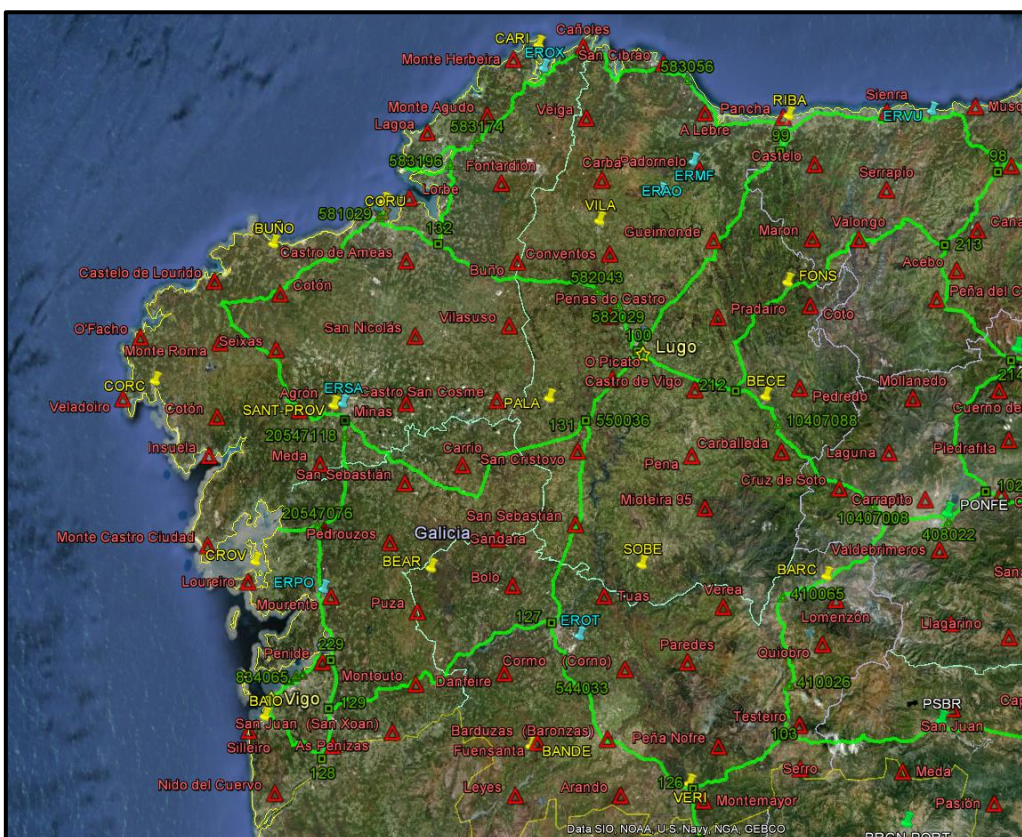 Cañoles
CARI
EROX
San Cibrao
Monte Herbeira
583056
Monte Agudo
Veiga
Pancha
RIBA
Sienra
ERVU
Lagoa
583174
A Lebre
99
583196
Fontardion
Carba
Padornelo
ERMF
Castelo
98
Lorbe
ERAO
Serrapio
CORU
581029
VILA
BUÑO
132
Gueimonde
Maron
Valongo
213
Castro de Ameas
Conventos
Acebo
Castelo de Lourido
Buño
582043
FONS
Cotón
Penas do Castro
Peña del C
O'Facho
San Nicolás
Vilasuso
582029
Pradairo
Coto
Monte Roma
Seixas
100
Lugo
O Picato
214
CORC
ERSA
Castro San Cosme
Castro de Vigo
212
BECE
Mollanedo
Veladoiro
Agrón
Pedredo
Cuerno de
Cotón
SANT-PROV
Minas
PALA
131
550036
10407088
20547118
Insuela
Meda
Carrio
San Cristovo
Carballeda
Laguna
Piedrafita
San Sebastián
Pena
Cruz de Soto
102
Carrapito
PONFE
20547076
Mioteira 95
10407008
408022
Monte Castro Ciudad
Pedrouzos
Galicia
San Sebastián
Sandara
Valdebrimeros
CROV
BEAR
SOBE
BARC
Loureiro
ERPO
Bolo
410065
Mourente
Puza
Tuas
Verea
Lomenzón
127
EROT
Llagarino
229
Penide
Paredes
Quiobro
834065
Montouto
Danfeire
Cormo
(Corno)
544033
410026
BAIO
Vigo
129
PSBR
San Juan
(San Xoan)
Barduzas
(Baronzas)
Testeiro
San Juan
Silleiro
As Penizas
Fuensanta
BANDE
Peña Nofre
103
128
Serro
Meda
Nido del Cuervo
126
Leyes
Arando
VERI
Montemayor
Pasión
Data SIO, NOAA, U.S. Navy, NGA, GEBCO